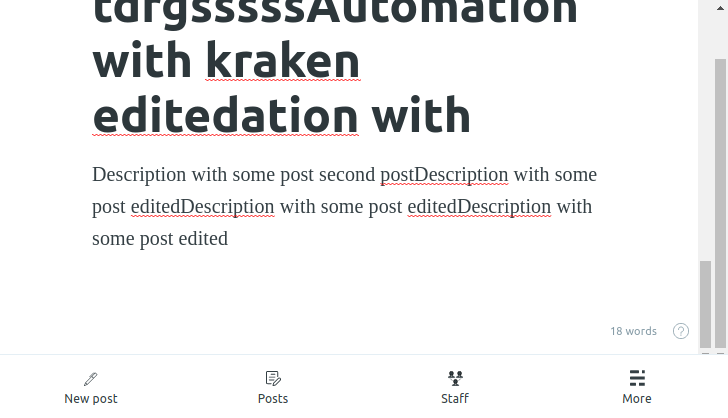 tdrgsssssAutomation
with kraken
editedation with
Description with some post second postDescription with some
post editedDescription with some post editedDescription with
some post edited
18 words ?
New post Posts Staff More